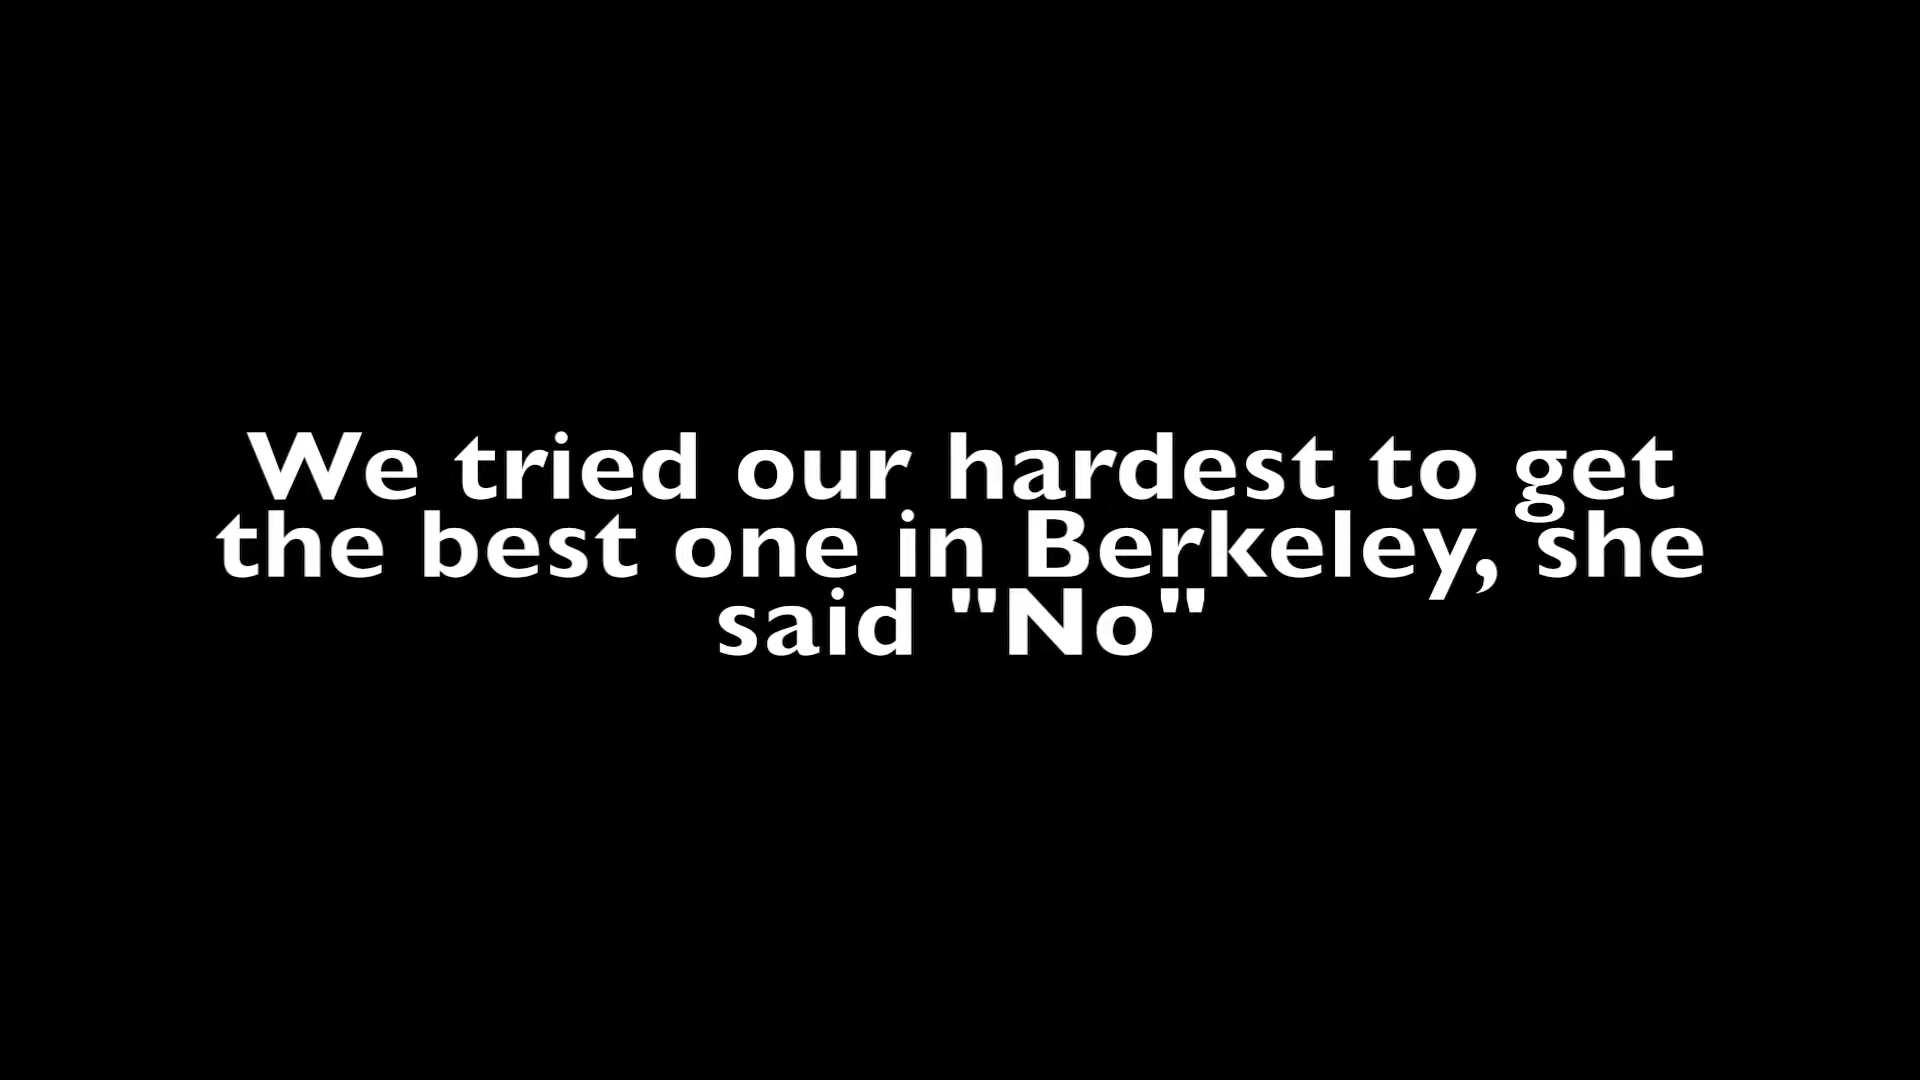 We tried our hardest to get
the best one in Berkeley, she
said "No"